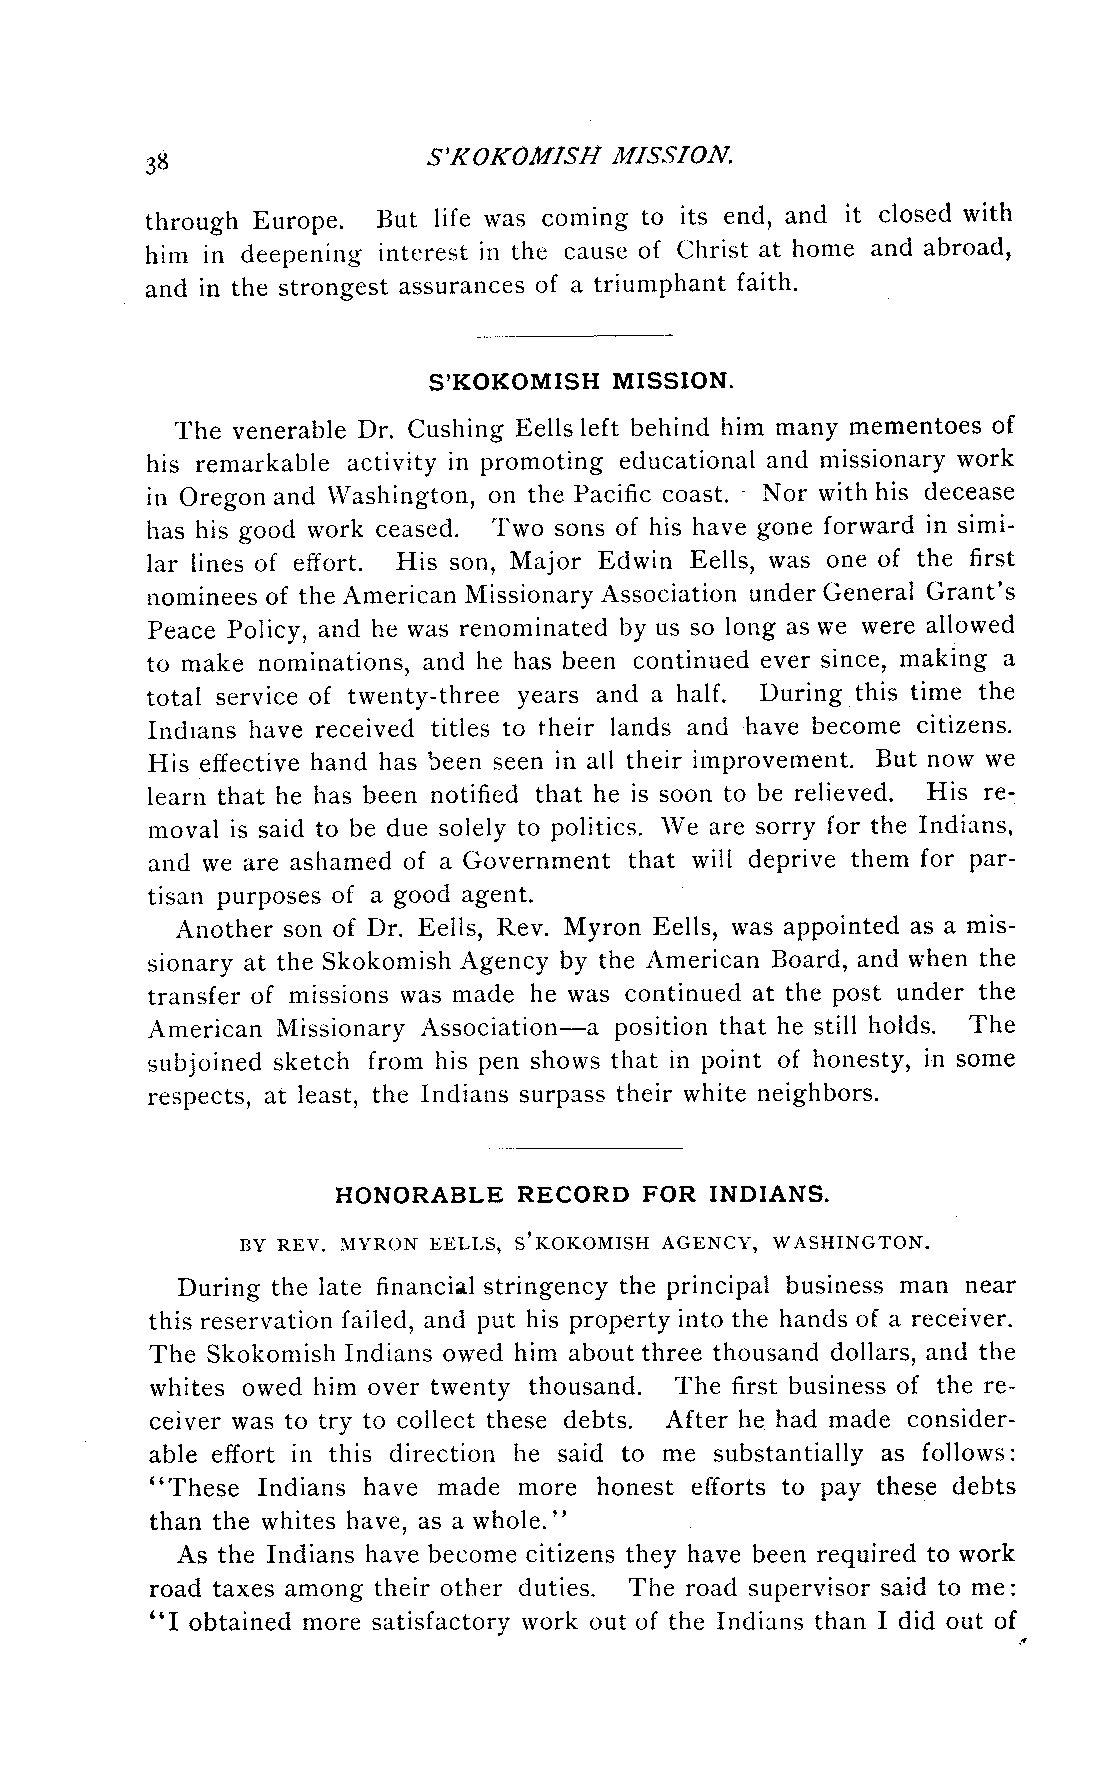 38 S'KOKOMISH MISSION.
through Europe. But life was coming to its end, and it closed with
him in deepening interest in the cause of Christ at home and abroad,
and in the strongest assurances of a triumphant faith.
S'KOKOMISH MISSION.
The venerable Dr. Cushing Eells left behind him many mementoes of
his remarkable activity in promoting educational and missionary work
in Oregon and Washington, on the Pacific coast. Nor with his decease
has his good work ceased. Two sons of his have gone forward in simi-
lar lines of effort. His son, Major Edwin Eells, was one of the first
nominees of the American Missionary Association under General Grant's
Peace Policy, and he was renominated by us so long as we were allowed
to make nominations, and he has been continued ever since, making a
total service of twenty-three years and a half. During this time the
Indians have received titles to their lands and have become citizens.
His effective hand has been seen in all their improvement. But now we
learn that he has been notified that he is soon to be relieved. His re-
moval is said to be due solely to politics. We are sorry for the Indians,
and we are ashamed of a Government that will deprive them for par-
tisan purposes of a good agent.
Another son of Dr. Eells, Rev. Myron Eells, was appointed as a mis-
sionary at the Skokomish Agency by the American Board, and when the
transfer of missions was made he was continued at the post under the
American Missionary Association—a position that he still holds. The
subjoined sketch from his pen shows that in point of honesty, in some
respects, at least, the Indians surpass their white neighbors.
HONORABLE RECORD FOR INDIANS.
BY REV. MYRON EELLS, S'KOKOMISH AGENCY, WASHINGTON.
During the late financial stringency the principal business man near
this reservation failed, and put his property into the hands of a receiver.
The Skokomish Indians owed him about three thousand dollars, and the
whites owed him over twenty thousand. The first business of the re-
ceiver was to try to collect these debts. After he had made consider-
able effort in this direction he said to me substantially as follows:
"These Indians have made more honest efforts to pay these debts
than the whites have, as a whole."
As the Indians have become citizens they have been required to work
road taxes among their other duties. The road supervisor said to me:
"I obtained more satisfactory work out of the Indians than I did out of